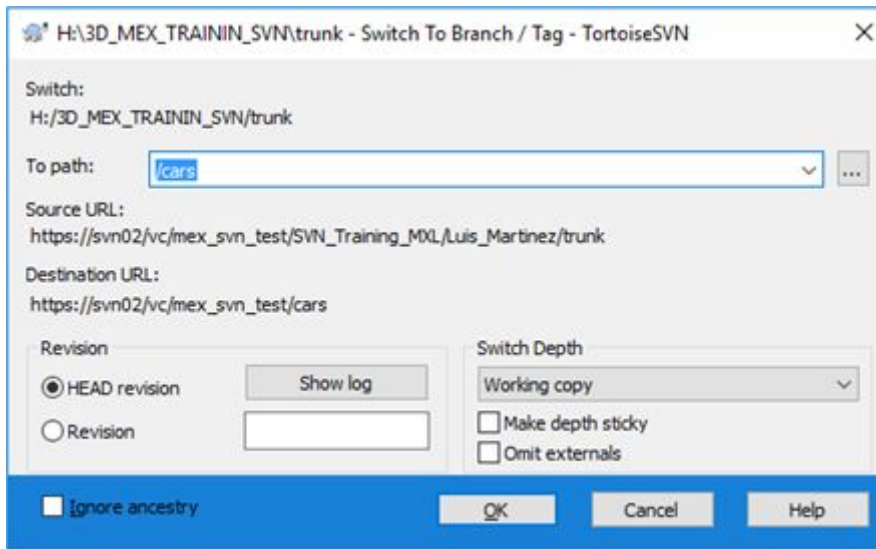 H:\3D_MEX_TRAININ_SVN\trunk - Switch To Branch / Tag - TortoiseSVN
Switch:
H:/3D_MEX_TRAININ_SVN/trunk
To path: /cars ...
Source URL:
https://svn02/vc/mex_svn_test/SVN_Training_MXL/Luis_Martinez/trunk
Destination URL:
https://svn02/vc/mex_svn_test/cars
Revision
HEAD revision Show log
Revision
Switch Depth
Working copy
Make depth sticky
Omit externals
Ignore ancestry OK Cancel Help